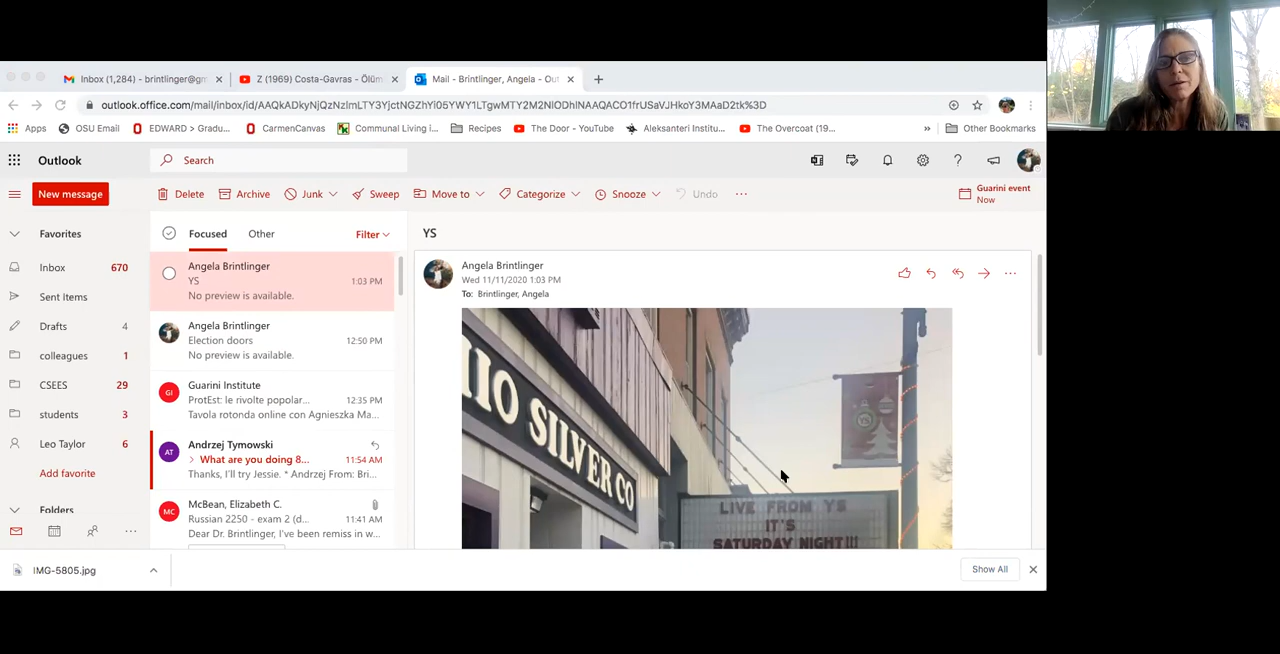 Inbox (1,284) - brintlinger@gm
Z (1969) Costa-Gavras - Ölüm
Mail - Brintlinger, Angela - Out
outlook.office.com/mail/inbox/id/AAQkADkyNjQzNzlmLTY3YjctNGZhYi05YWY1LTgwMTY2M2NlODhlNAAQACO1frUSaVJHkoY3MAaD2tk%3D
Apps
OSU Email
EDWARD > Gradu...
CarmenCanvas
Communal Living i...
Recipes
The Door - YouTube
Aleksanteri Institu...
The Overcoat (19...
»
Other Bookmarks
Outlook
Search
New message
Delete
Archive
Junk
Sweep
Move to
Categorize
Snooze
Undo
Guarini event
Now
Favorites
Inbox 670
Sent Items
Drafts 4
colleagues 1
CSEES 29
students 3
Leo Taylor 6
Add favorite
Folders
Focused
Other
Filter
Angela Brintlinger
YS 1:03 PM
No preview is available.
Angela Brintlinger
Election doors 12:50 PM
No preview is available.
GI
Guarini Institute
ProtEst: le rivolte popolar... 12:35 PM
Tavola rotonda online con Agnieszka Ma...
AT
Andrzej Tymowski
> What are you doing 8... 11:54 AM
Thanks, I'll try Jessie. * Andrzej From: Bri...
MC
McBean, Elizabeth C.
Russian 2250 - exam 2 (d... 11:41 AM
Dear Dr. Brintlinger, I've been remiss in w...
YS
Angela Brintlinger
Wed 11/11/2020 1:03 PM
To: Brintlinger, Angela
HIO SILVER CO
LIVE FROM YS
IT'S
SATURDAY NIGHT!!!
IMG-5805.jpg
Show All